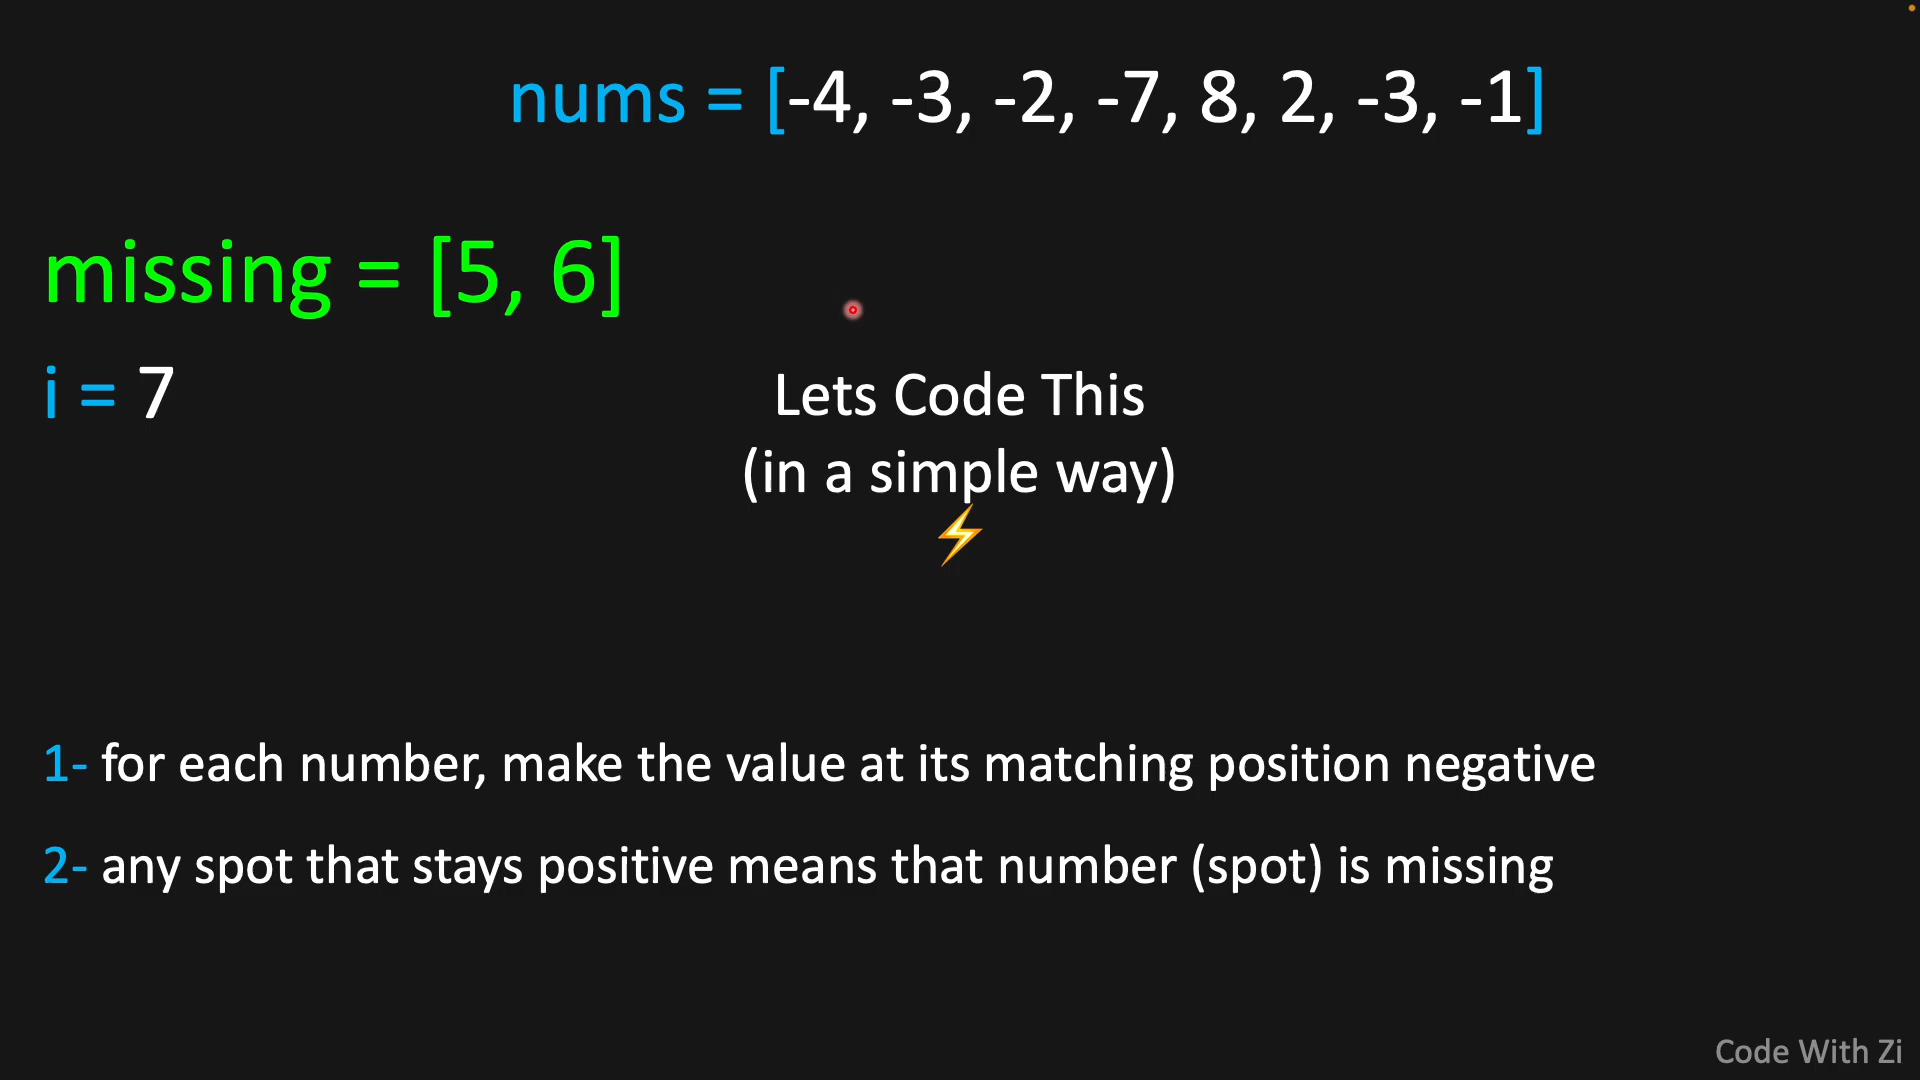 nums = [-4, -3, -2, -7, 8, 2, -3, -1]
missing = [5, 6]
i = 7
Lets Code This
(in a simple way)
⚡
1- for each number, make the value at its matching position negative
2- any spot that stays positive means that number (spot) is missing
Code With Zi